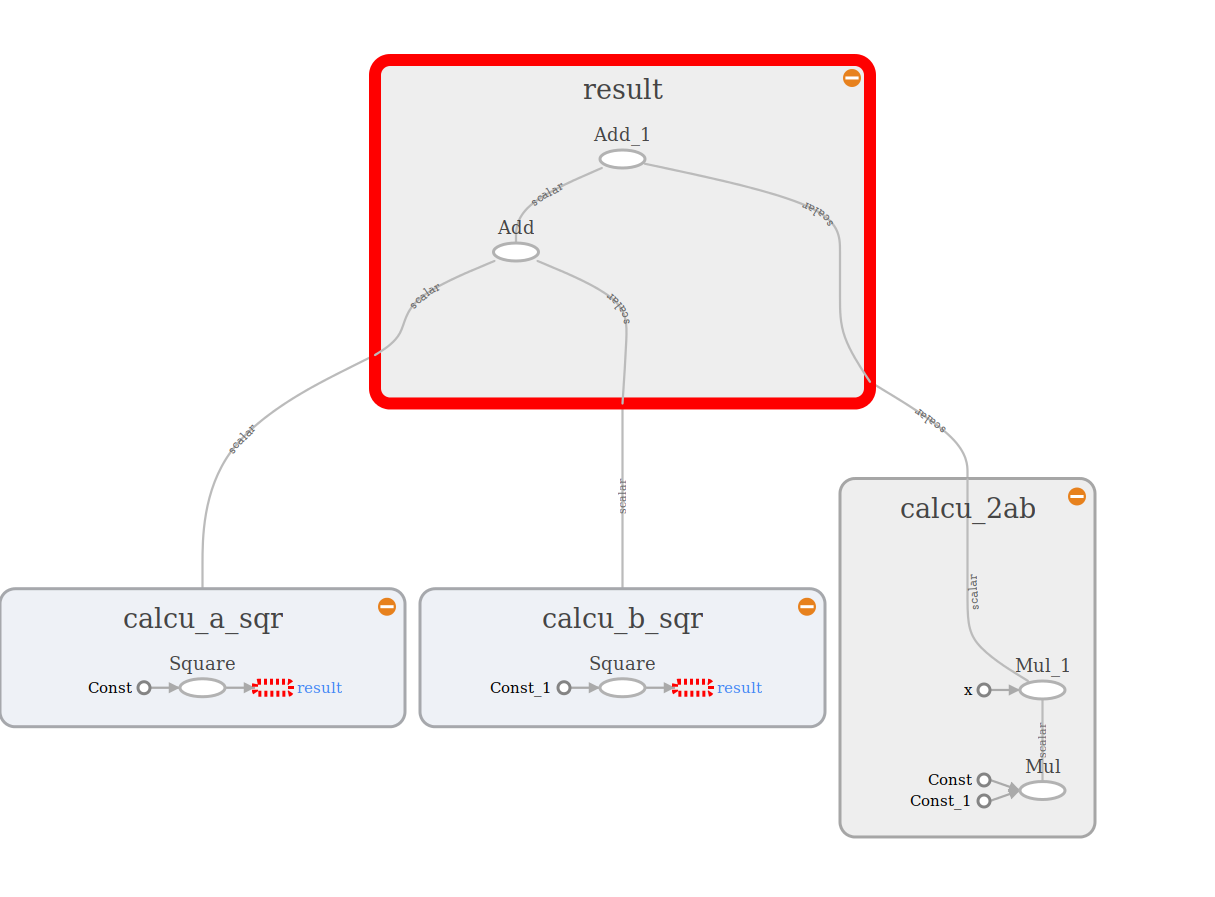 result
Add_1
scalar
scalar
Add
scalar
scalar
scalar
scalar
scalar
calcu_2ab
scalar
Mul_1
x
scalar
Mul
Const
Const_1
calcu_a_sqr
Square
Const
result
calcu_b_sqr
Square
Const_1
result